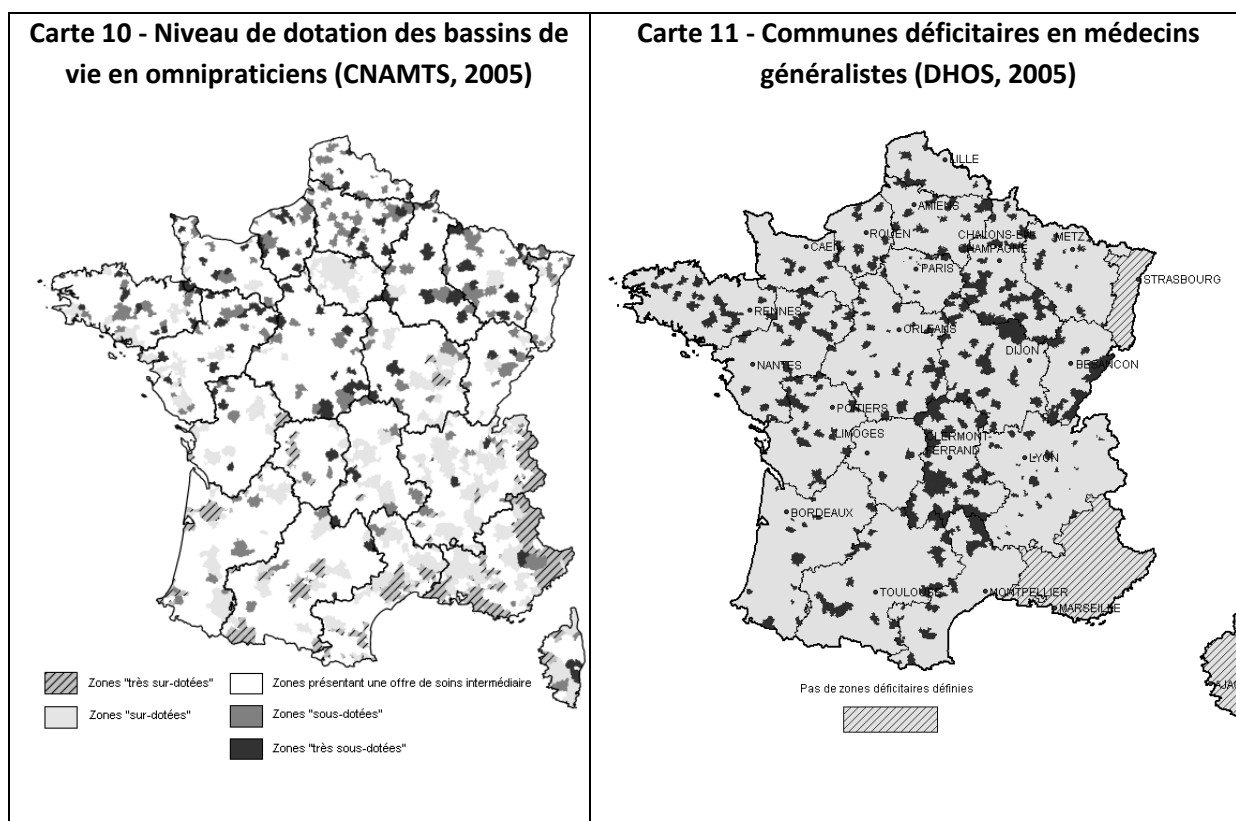 Carte 10 - Niveau de dotation des bassins de
vie en omnipraticiens (CNAMTS, 2005)
Zones "très sur-dotées"
Zones "sur-dotées"
Zones présentant une offre de soins intermédiaire
Zones "sous-dotées"
Zones "très sous-dotées"
Carte 11 - Communes déficitaires en médecins
généralistes (DHOS, 2005)
LILLE
AMIENS
ROUEN
CAEN
CHALONS-EN-
CHAMPAGNE
METZ
PARIS
STRASBOURG
RENNES
ORLEANS
DIJON
NANTES
BESANCON
POITIERS
LIMOGES
CLERMONT-
FERRAND
LYON
BORDEAUX
TOULOUSE
MONTPELLIER
MARSEILLE
Pas de zones déficitaires définies